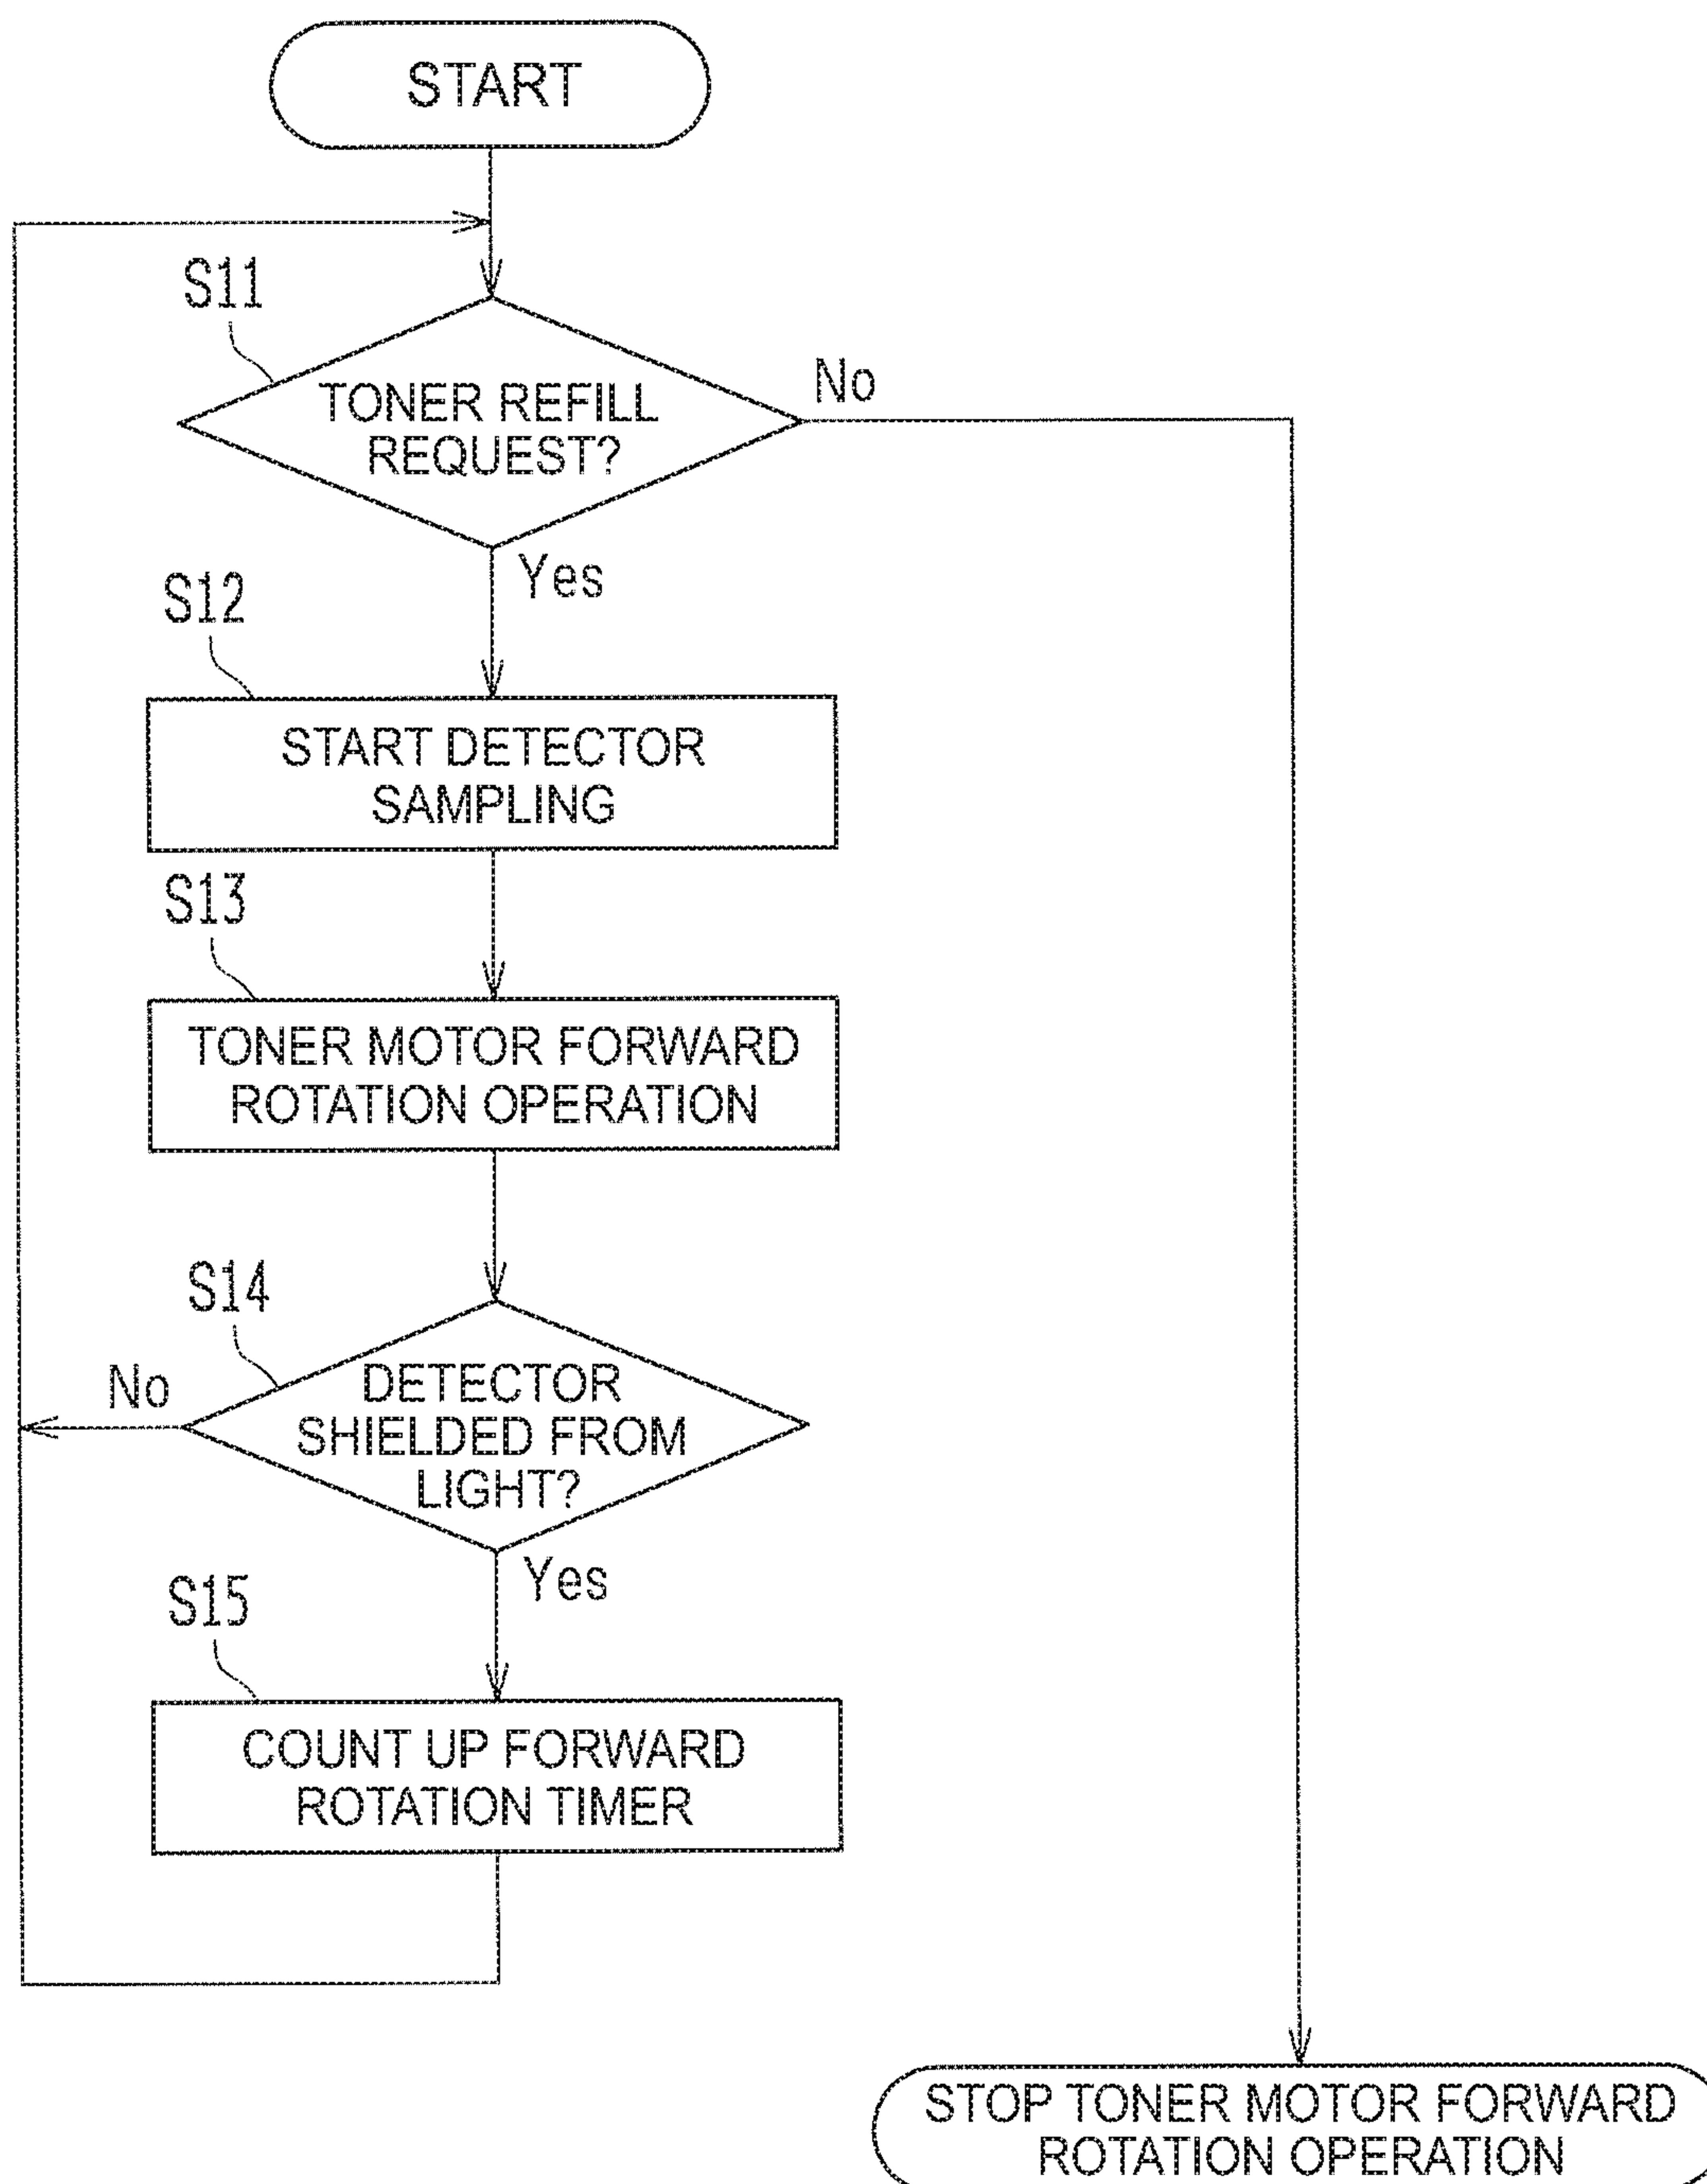 START
S11
TONER REFILL
REQUEST?
No
Yes
S12
START DETECTOR
SAMPLING
S13
TONER MOTOR FORWARD
ROTATION OPERATION
S14
DETECTOR
SHIELDED FROM
LIGHT?
No
Yes
S15
COUNT UP FORWARD
ROTATION TIMER
STOP TONER MOTOR FORWARD
ROTATION OPERATION